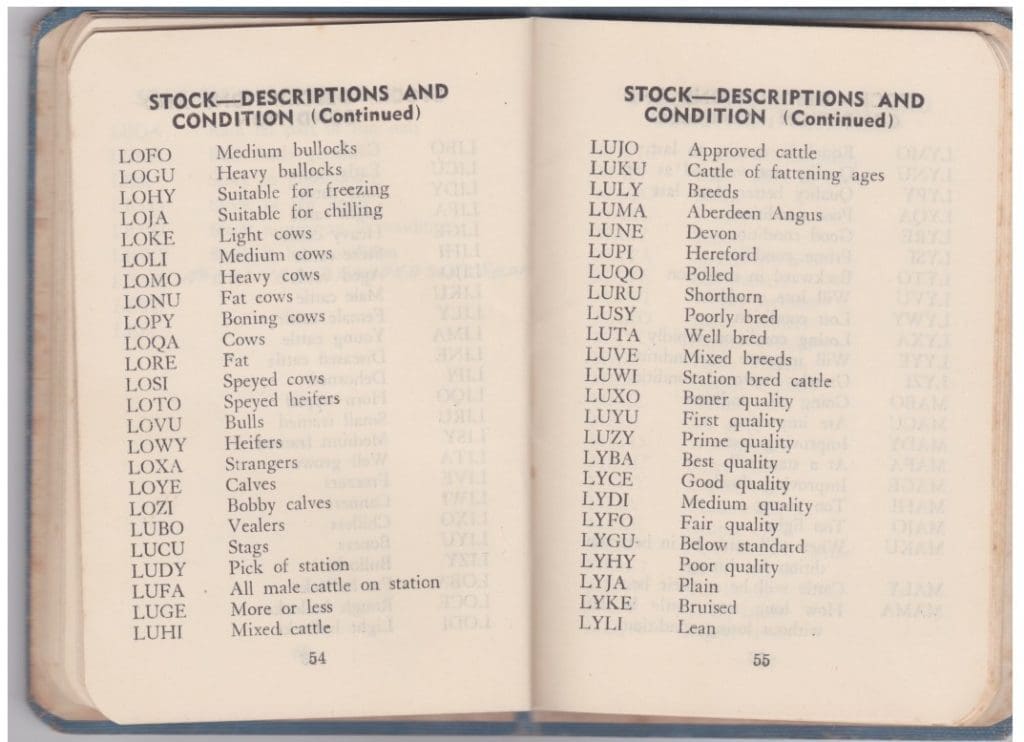 STOCK—DESCRIPTIONS AND
CONDITION (Continued)
LOFO Medium bullocks
LOGU Heavy bullocks
LOHY Suitable for freezing
LOJA Suitable for chilling
LOKE Light cows
LOLI Medium cows
LOMO Heavy cows
LONU Fat cows
LOPY Boning cows
LOQA Cows
LORE Fat
LOSI Speyed cows
LOTO Speyed heifers
LOVU Bulls
LOWY Heifers
LOXA Strangers
LOYE Calves
LOZI Bobby calves
LUBO Vealers
LUCU Stags
LUDY Pick of station
LUFA All male cattle on station
LUGE More or less
LUHI Mixed cattle
54
STOCK—DESCRIPTIONS AND
CONDITION (Continued)
LUJO Approved cattle
LUKU Cattle of fattening ages
LULY Breeds
LUMA Aberdeen Angus
LUNE Devon
LUPI Hereford
LUQO Polled
LURU Shorthorn
LUSY Poorly bred
LUTA Well bred
LUVE Mixed breeds
LUWI Station bred cattle
LUXO Boner quality
LUYU First quality
LUZY Prime quality
LYBA Best quality
LYCE Good quality
LYDI Medium quality
LYFO Fair quality
LYGU Below standard
LYHY Poor quality
LYJA Plain
LYKE Bruised
LYLI Lean
55